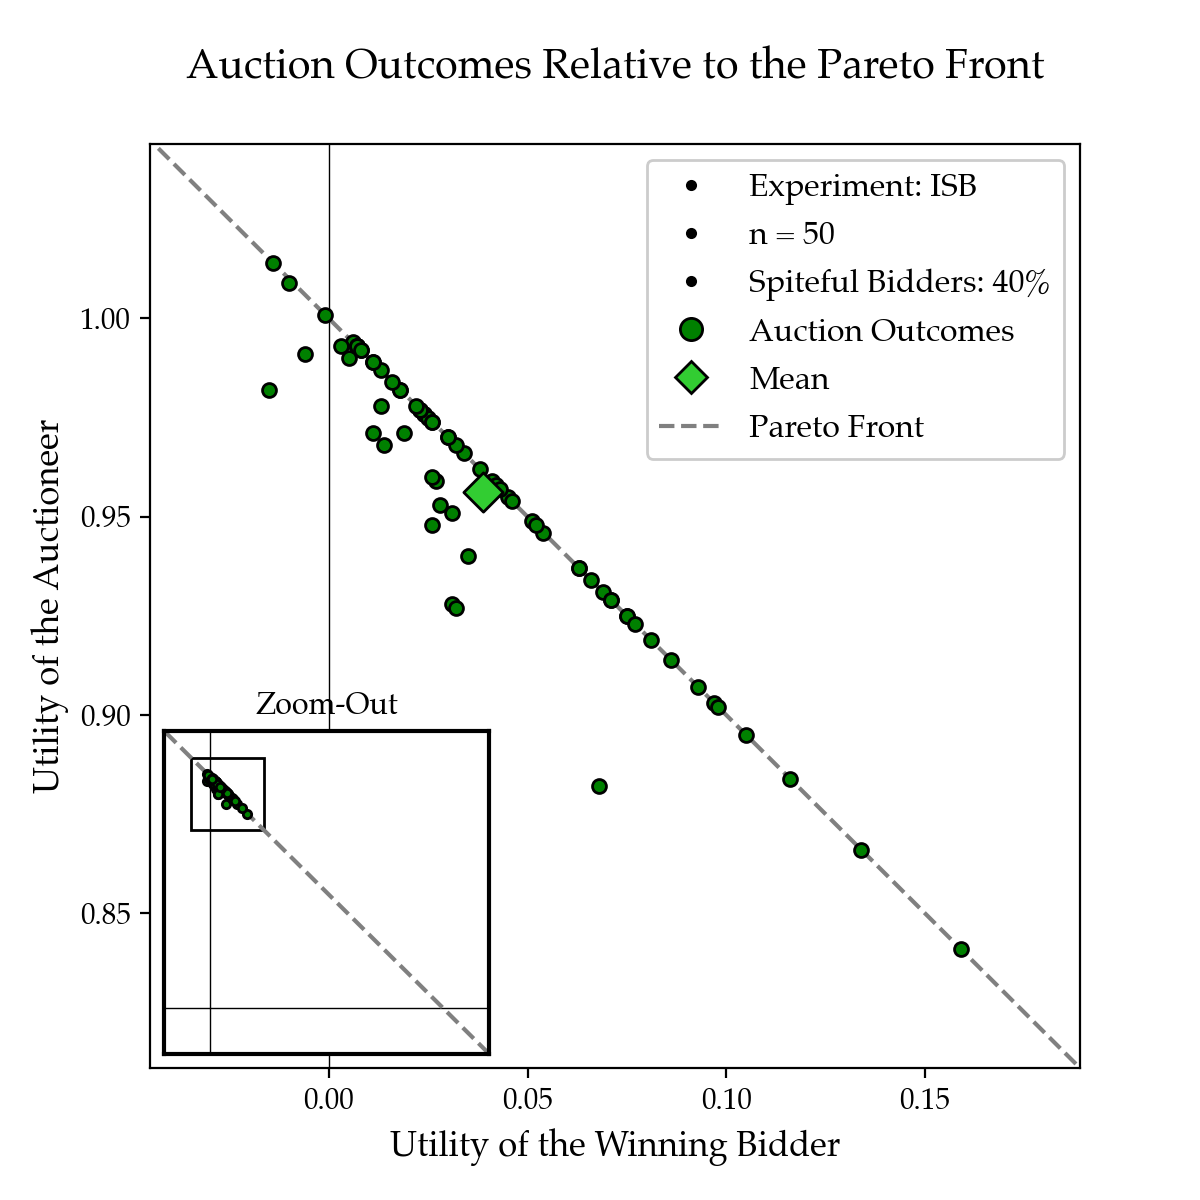 Auction Outcomes Relative to the Pareto Front
Experiment: ISB
n = 50
Spiteful Bidders: 40%
Auction Outcomes
Mean
Pareto Front
1.00
0.95
0.90
0.85
Utility of the Auctioneer
Zoom-Out
0.00
0.05
0.10
0.15
Utility of the Winning Bidder